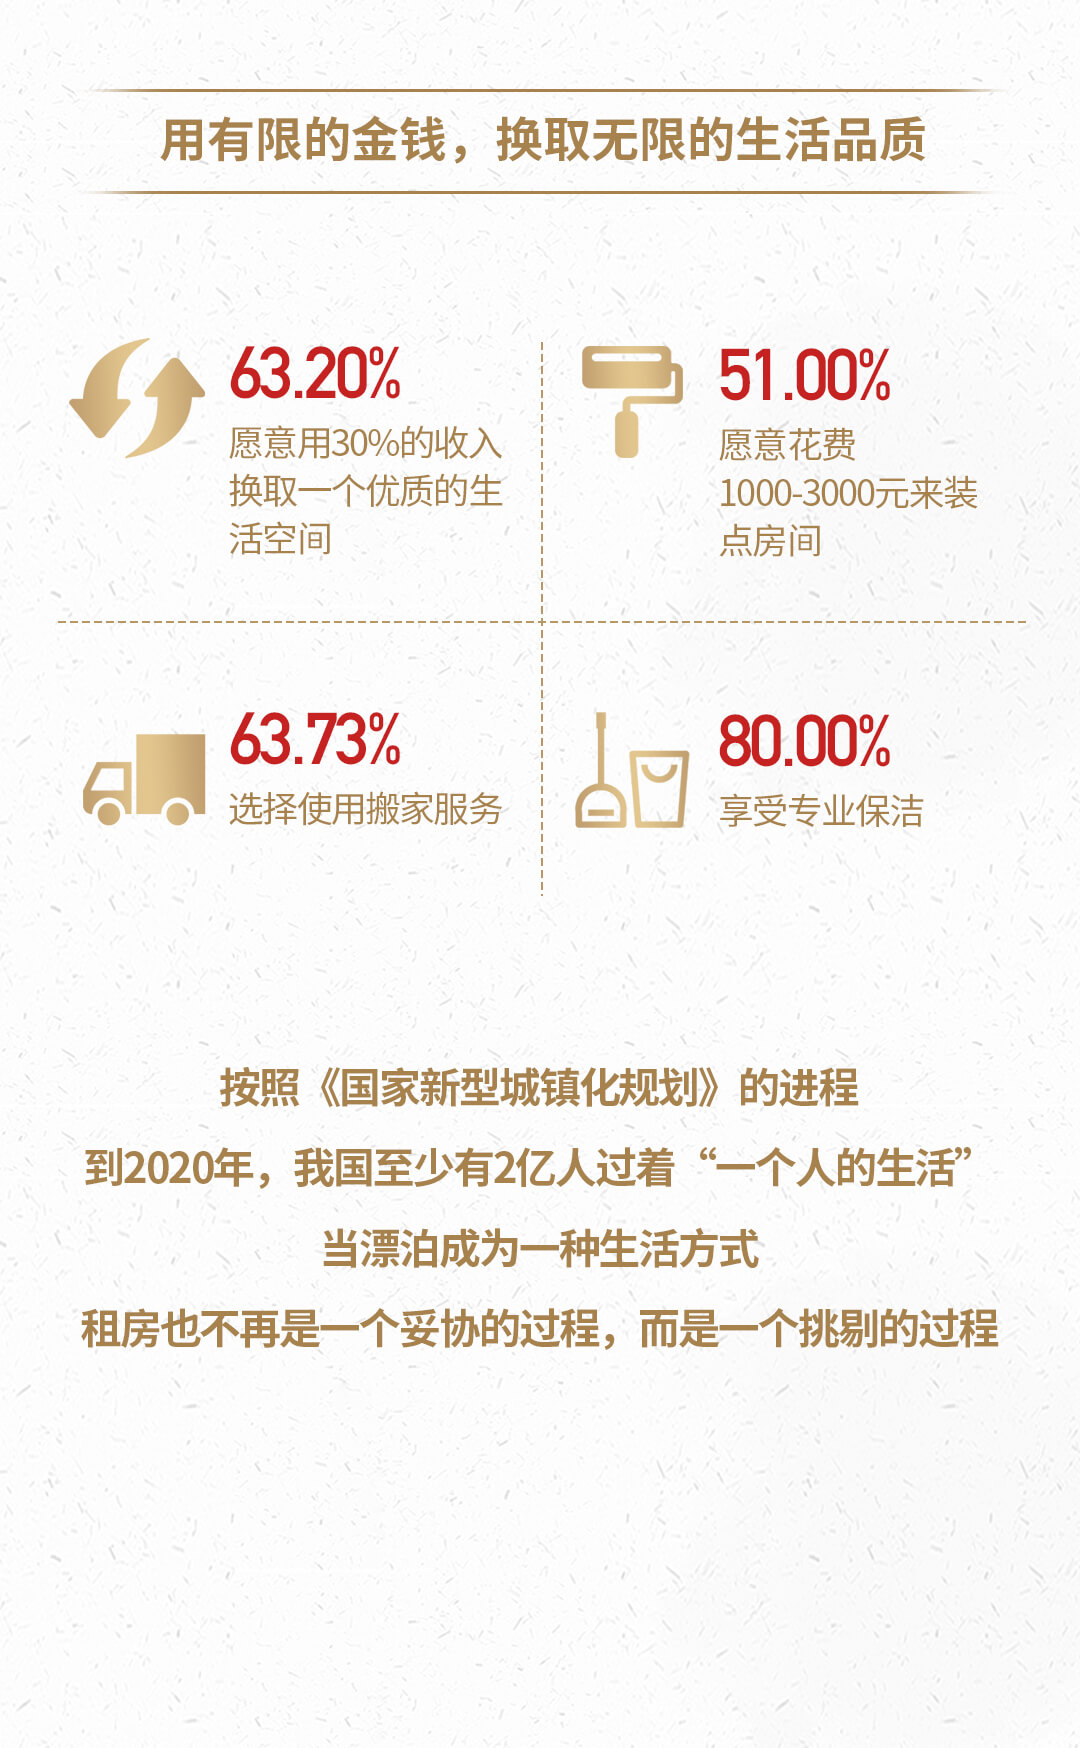 用有限的金钱，换取无限的生活品质
63.20%
愿意用30%的收入
换取一个优质的生
活空间
51.00%
愿意花费
1000-3000元来装
点房间
63.73%
选择使用搬家服务
80.00%
享受专业保洁
按照《国家新型城镇化规划》的进程
到2020年，我国至少有2亿人过着“一个人的生活”
当漂泊成为一种生活方式
租房也不再是一个妥协的过程，而是一个挑剔的过程